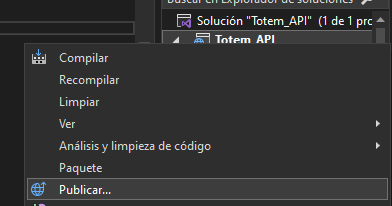 Buscar en Explorador de soluciones
Solución "Totem_API" (1 de 1 pro
Totem_API
Compilar
Recompilar
Limpiar
Ver
Análisis y limpieza de código
Paquete
Publicar...